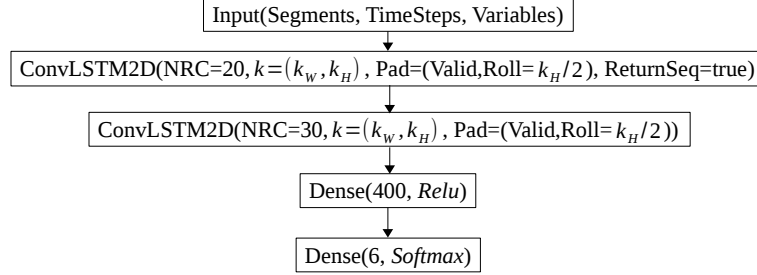 Input(Segments, TimeSteps, Variables)
ConvLSTM2D(NRC=20, k=(k_W, k_H), Pad=(Valid,Roll=k_H/2), ReturnSeq=true)
ConvLSTM2D(NRC=30, k=(k_W, k_H), Pad=(Valid,Roll=k_H/2))
Dense(400, Relu)
Dense(6, Softmax)